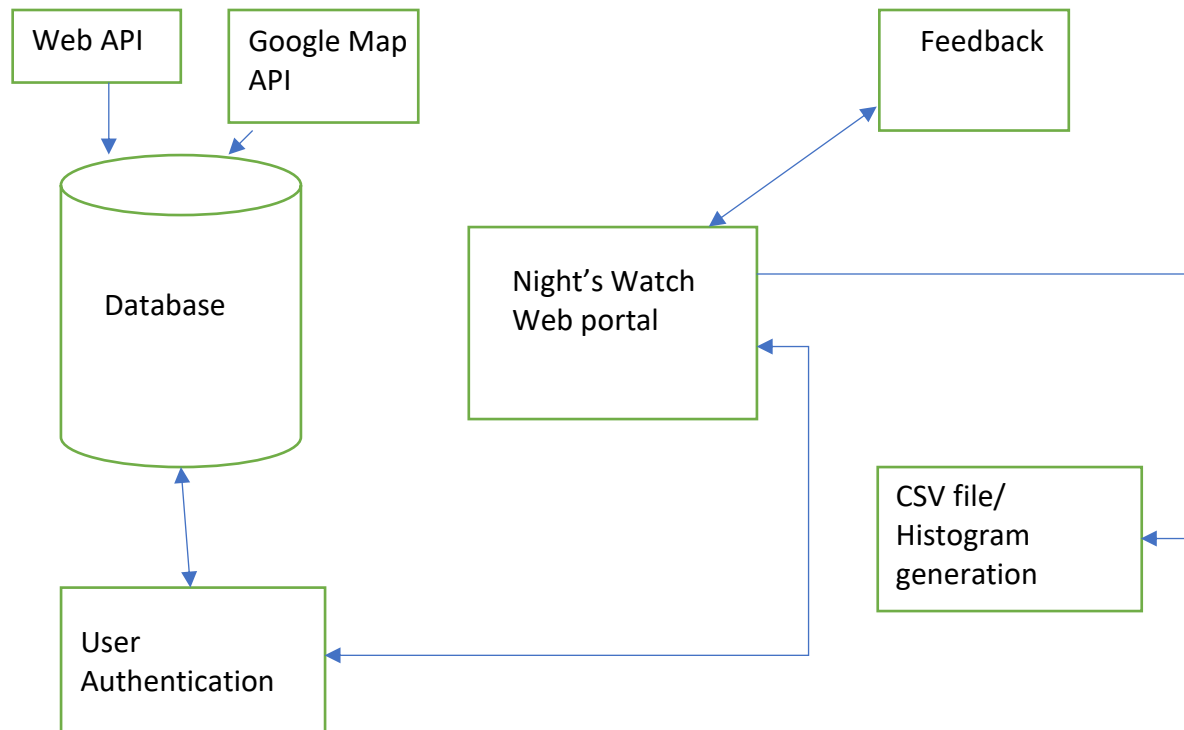 Web API
Google Map
API
Feedback
Database
Night’s Watch
Web portal
CSV file/
Histogram
generation
User
Authentication